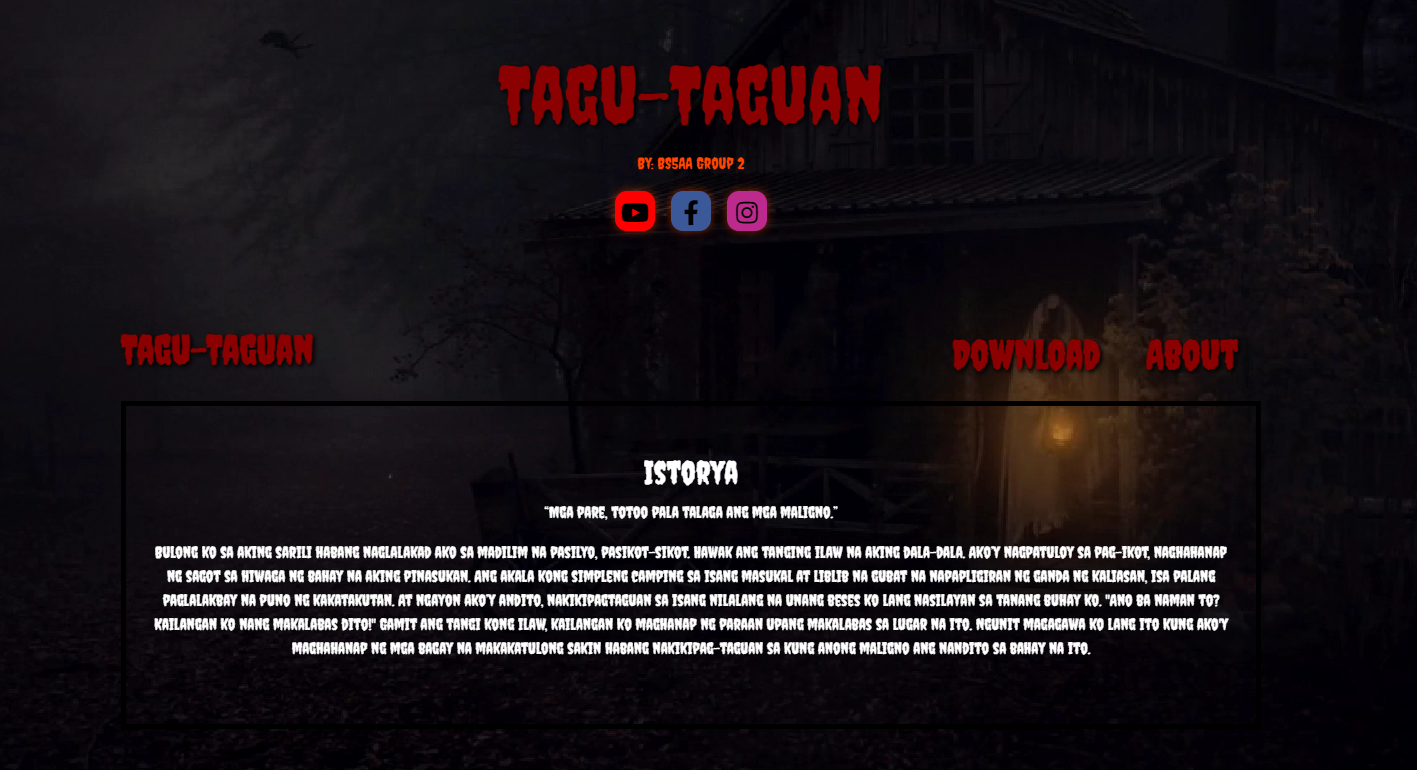 TAGU-TAGUAN
BY: BS5AA GROUP 2
TAGU-TAGUAN
DOWNLOAD ABOUT
ISTORYA
"MGA PARE, TOTOO PALA TALAGA ANG MGA MALIGNO."
BULONG KO SA AKING SARILI HABANG NAGLALAKAD AKO SA MADILIM NA PASILYO, PASIKOT-SIKOT, HAWAK ANG TANGING ILAW NA AKING DALA-DALA. AKO'Y NAGPATULOY SA PAG-IKOT, NAGHAHANAP
NG SAGOT SA HIWAGA NG BAHAY NA AKING PINASUKAN. ANG AKALA KONG SIMPLENG CAMPING SA ISANG MASUKAL AT LIBLIB NA GUBAT NA NAPAPLIGIRAN NG GANDA NG KALIASAN, ISA PALANG
PAGLALAKBAY NA PUNO NG KAKATAKUTAN. AT NGAYON AKO'Y ANDITO, NAKIKIPAGTAGUAN SA ISANG NILALANG NA UNANG BESES KO LANG NASILAYAN SA TANANG BUHAY KO. "ANO BA NAMAN TO?
KAILANGAN KO NANG MAKALABAS DITO!" GAMIT ANG TANGI KONG ILAW, KAILANGAN KO MAGHANAP NG PARAAN UPANG MAKALABAS SA LUGAR NA ITO. NGUNIT MAGAGAWA KO LANG ITO KUNG AKO'Y
MAGHAHANAP NG MGA BAGAY NA MAKAKATULONG SAKIN HABANG NAKIKIPAG-TAGUAN SA KUNG ANONG MALIGNO ANG NANDITO SA BAHAY NA ITO.